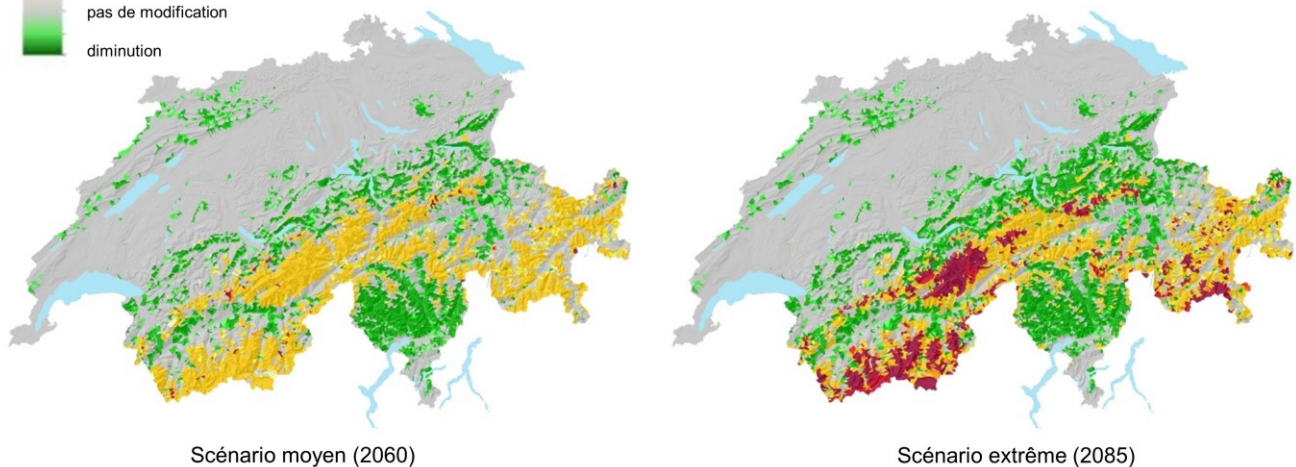 pas de modification
diminution
Scénario moyen (2060)
Scénario extrême (2085)